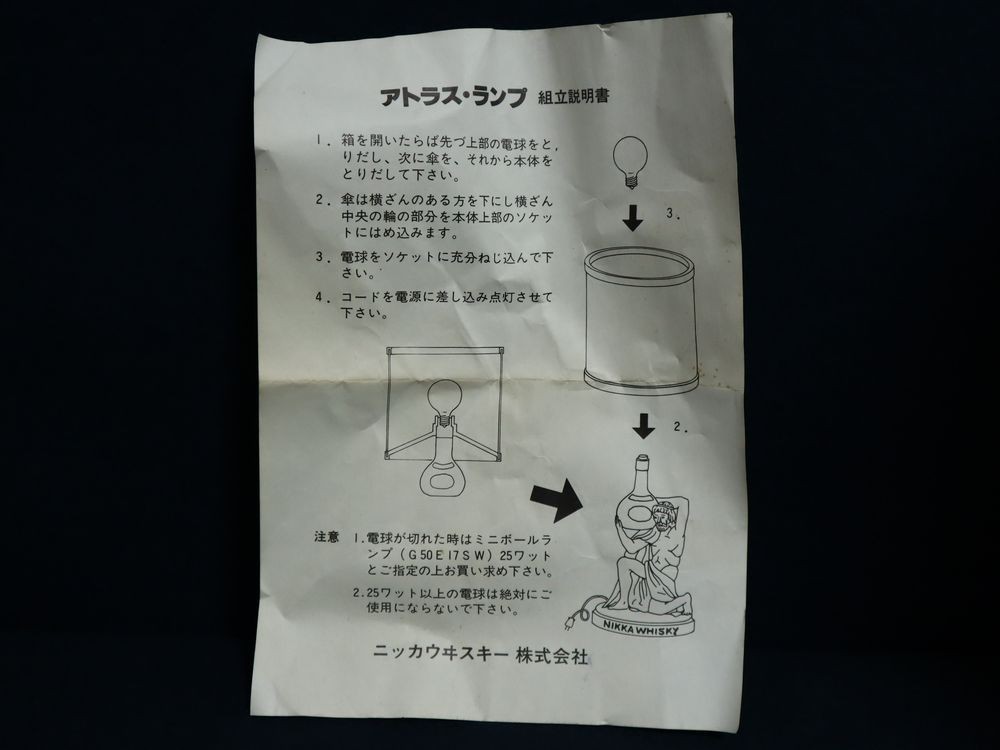 アトラス・ランプ 組立説明書
1. 箱を開いたらば先づ上部の電球をと,
りだし、次に傘を、それから本体を
とりだして下さい。
2. 傘は横ざんのある方を下にし横ざん
中央の輪の部分を本体上部のソケッ
トにはめ込みます。
3. 電球をソケットに充分ねじ込んで下
さい。
4. コードを電源に差し込み点灯させて
下さい。
3.
2.
注意 1.電球が切れた時はミニボールラ
ンプ(G50E17SW)25ワット
とご指定の上お買い求め下さい。
2.25ワット以上の電球は絶対にご
使用にならないで下さい。
NIKKA WHISKY
ニッカウヰスキー 株式会社